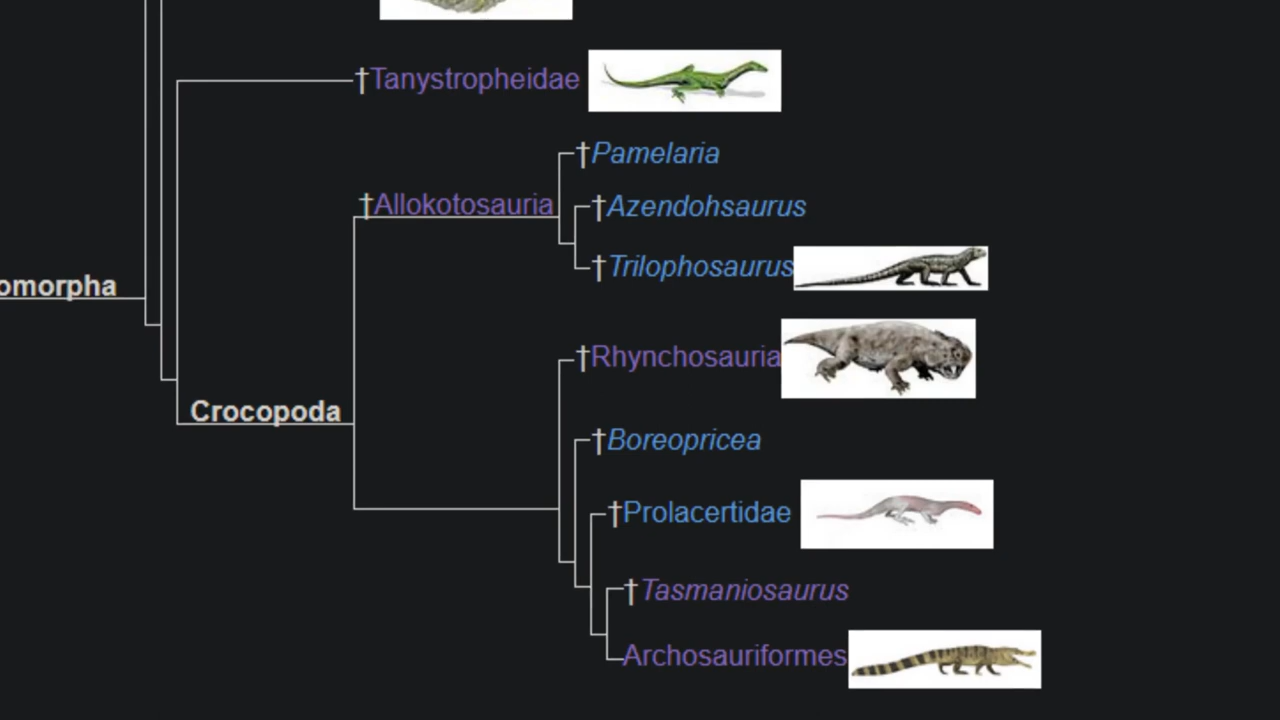 †Tanystropheidae
†Pamelaria
†Allokotosauria
†Azendohsaurus
†Trilophosaurus
omorpha
†Rhynchosauria
Crocopoda
†Boreopricea
†Prolacertidae
†Tasmaniosaurus
Archosauriformes